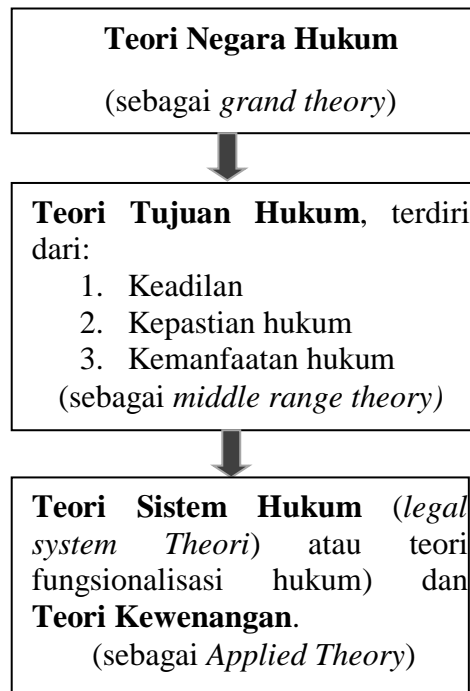 Teori Negara Hukum
(sebagai grand theory)
Teori Tujuan Hukum, terdiri
dari:
1. Keadilan
2. Kepastian hukum
3. Kemanfaatan hukum
(sebagai middle range theory)
Teori Sistem Hukum (legal
system Theori) atau teori
fungsionalisasi hukum) dan
Teori Kewenangan.
(sebagai Applied Theory)